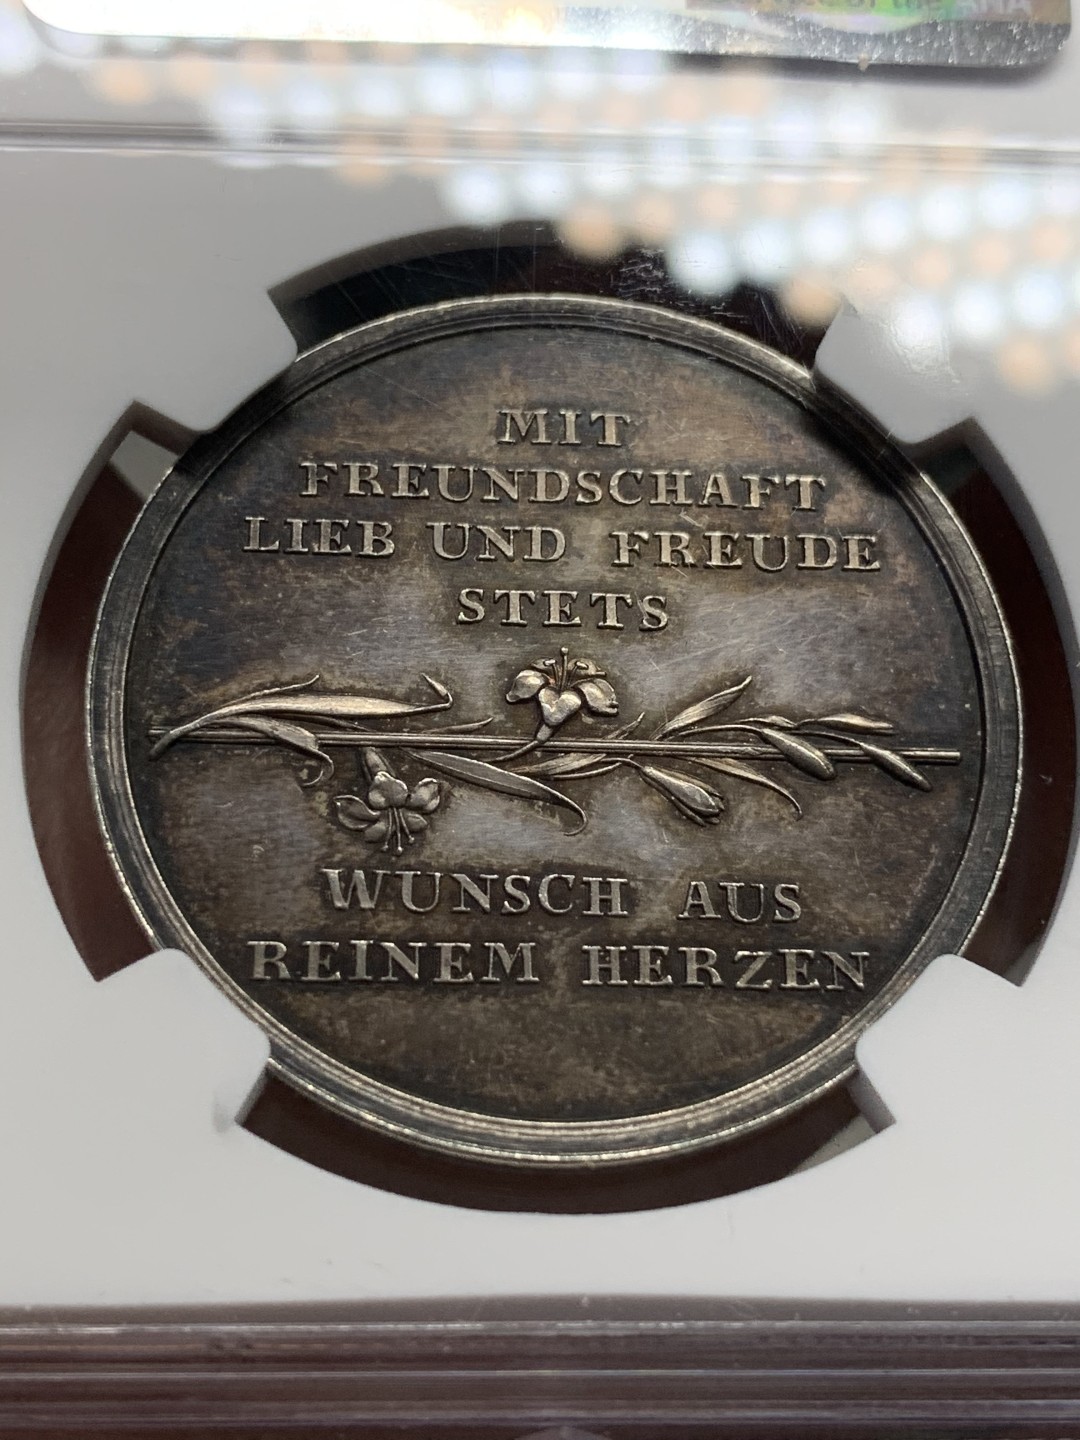 MIT
FREUNDSCHAFT
LIEB UND FREUDE
STETS
WUNSCH AUS
REINEM HERZEN